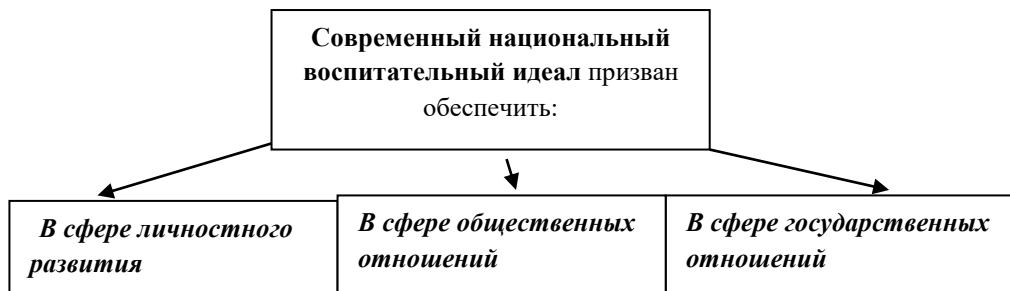 Современный национальный
воспитательный идеал призван
обеспечить:
В сфере личностного
развития
В сфере общественных
отношений
В сфере государственных
отношений